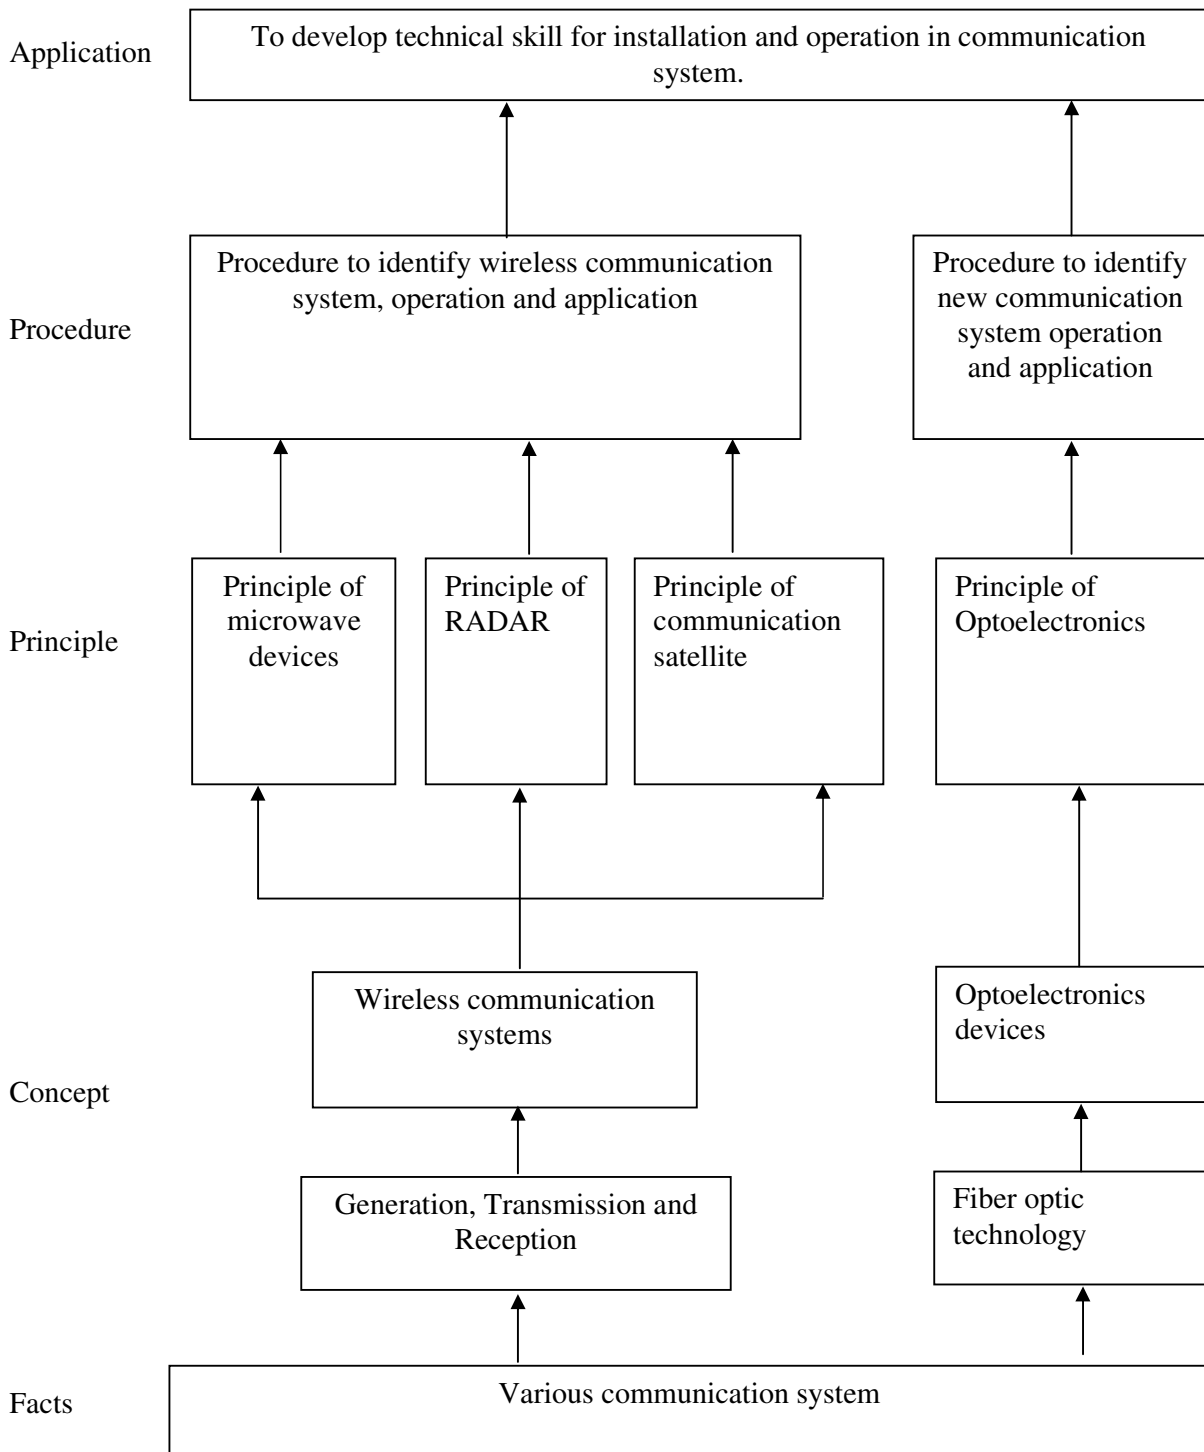 Application
To develop technical skill for installation and operation in communication
system.
Procedure
Procedure to identify wireless communication
system, operation and application
Procedure to identify
new communication
system operation
and application
Principle
Principle of
microwave
devices
Principle of
RADAR
Principle of
communication
satellite
Principle of
Optoelectronics
Concept
Wireless communication
systems
Optoelectronics
devices
Generation, Transmission and
Reception
Fiber optic
technology
Facts
Various communication system